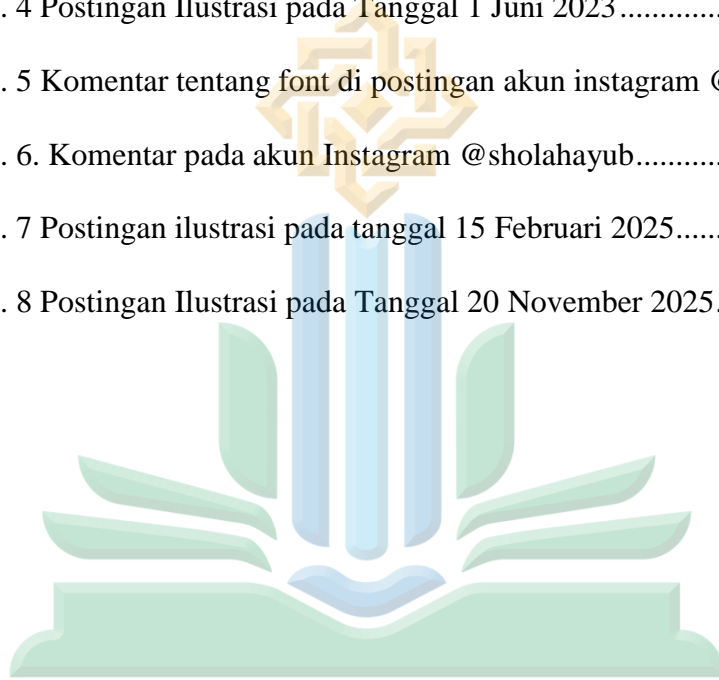 . 4 Postingan Ilustrasi pada Tanggal 1 Juni 2023.............
. 5 Komentar tentang font di postingan akun instagram @
. 6. Komentar pada akun Instagram @sholahayub...........
. 7 Postingan ilustrasi pada tanggal 15 Februari 2025......
. 8 Postingan Ilustrasi pada Tanggal 20 November 2025.